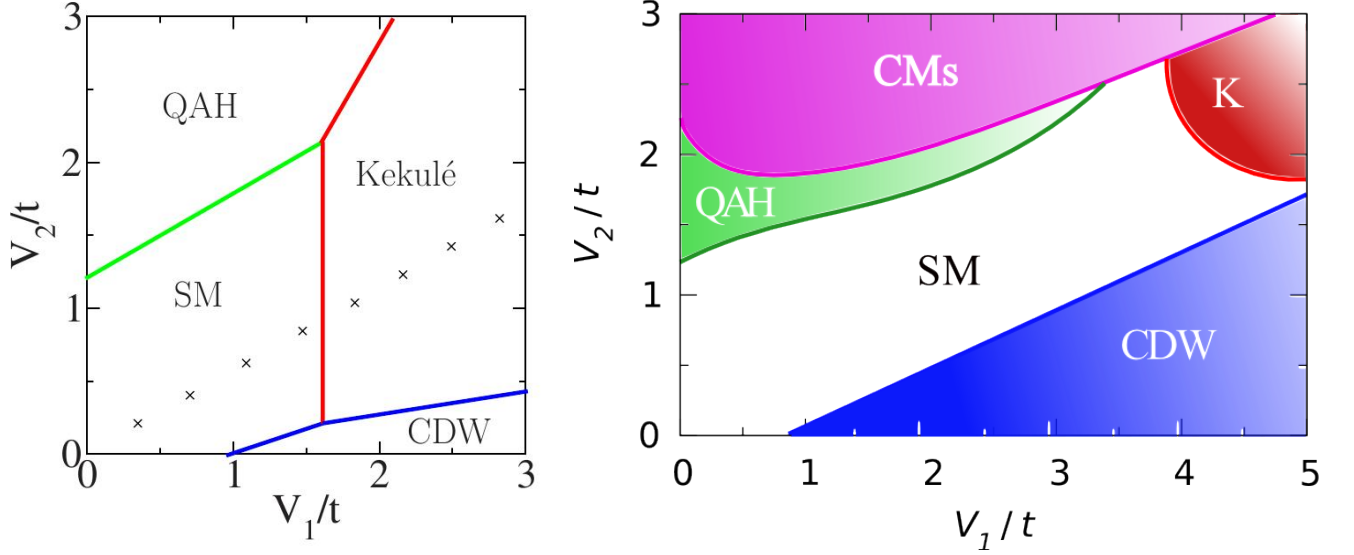 3
QAH
2
Kekulé
V2/t
SM
1
CDW
0
0 1 2 3
V1/t
3
CMs
K
2
QAH
V2 / t
SM
1
CDW
0
0 1 2 3 4 5
V1 / t